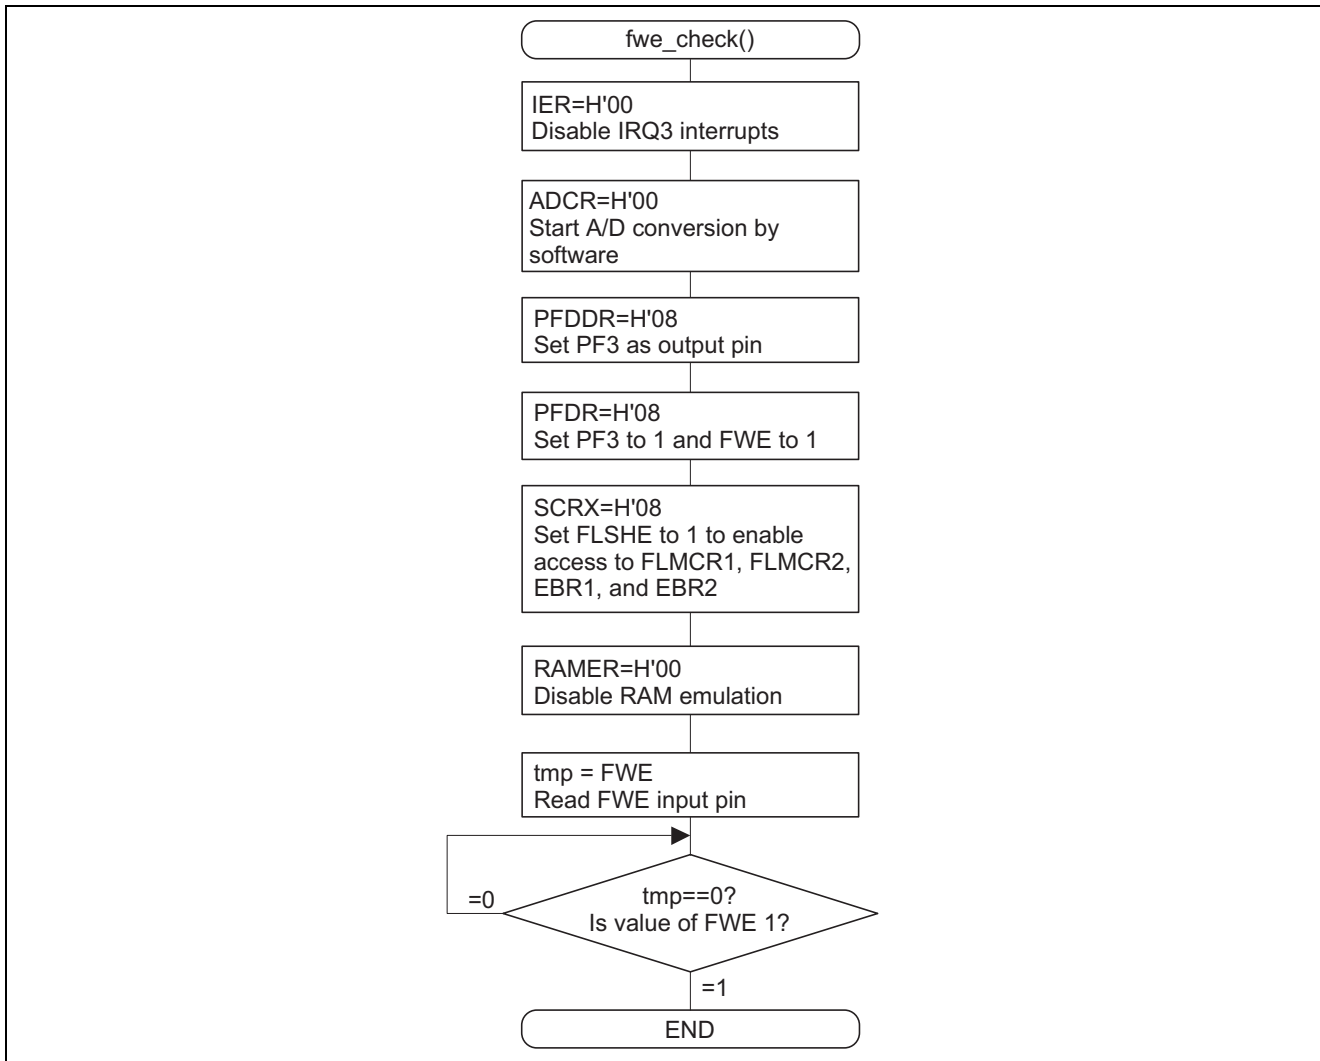 fwe_check()
IER=H'00
Disable IRQ3 interrupts
ADCR=H'00
Start A/D conversion by
software
PFDDR=H'08
Set PF3 as output pin
PFDR=H'08
Set PF3 to 1 and FWE to 1
SCRX=H'08
Set FLSHE to 1 to enable
access to FLMCR1, FLMCR2,
EBR1, and EBR2
RAMER=H'00
Disable RAM emulation
tmp = FWE
Read FWE input pin
tmp==0?
=0
Is value of FWE 1?
=1
END